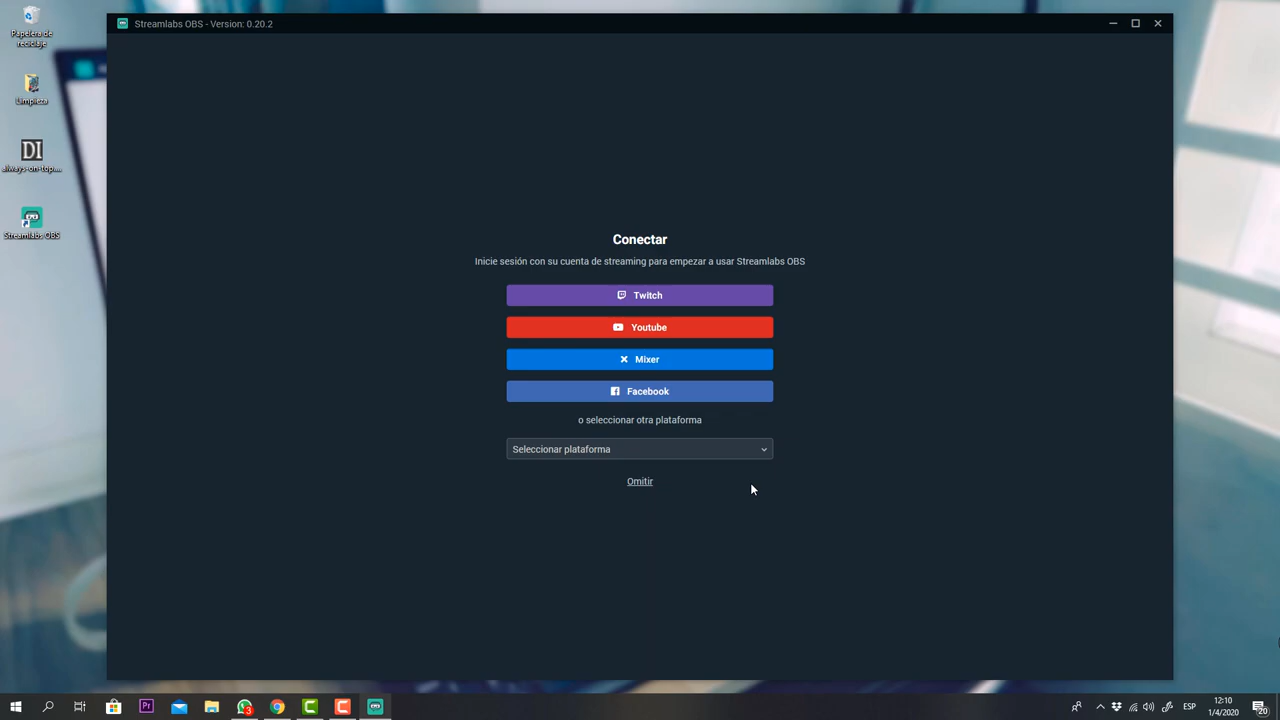 Streamlabs OBS - Version: 0.20.2
Papelera de
reciclaje
Limpieza
always-on-top....
Streamlabs OBS
Conectar
Inicie sesión con su cuenta de streaming para empezar a usar Streamlabs OBS
Twitch
Youtube
Mixer
Facebook
o seleccionar otra plataforma
Seleccionar plataforma
Omitir
DI
Pr
3
ESP
12:10
1/4/2020
20